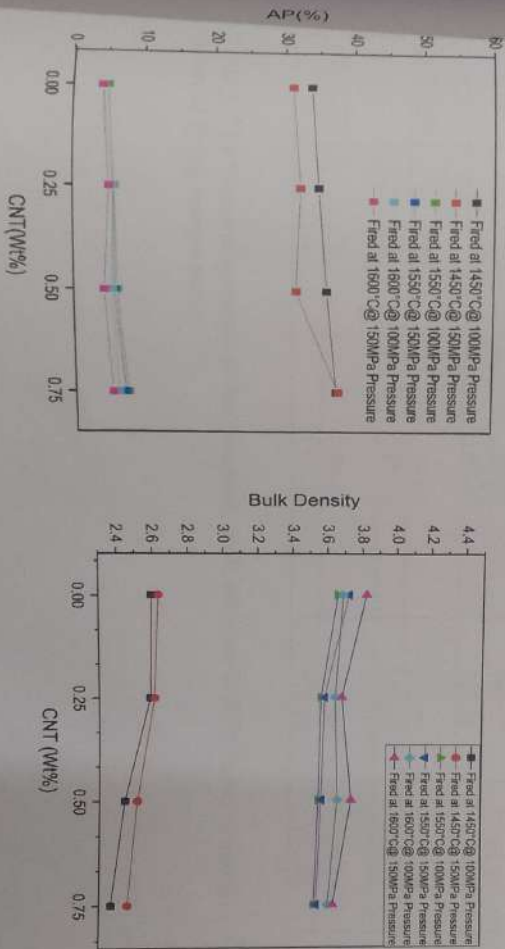 AP(%)
60
50
40
30
20
10
0
0.00
0.25
0.50
0.75
CNT(Wt%)
Fired at 1450°C@ 100MPa Pressure
Fired at 1450°C@ 150MPa Pressure
Fired at 1550°C@ 100MPa Pressure
Fired at 1550°C@ 150MPa Pressure
Fired at 1600°C@ 100MPa Pressure
Fired at 1600°C@ 150MPa Pressure
Bulk Density
4.4
4.2
4.0
3.8
3.6
3.4
3.2
3.0
2.8
2.6
2.4
0.00
0.25
0.50
0.75
CNT (Wt%)
Fired at 1450°C@ 100MPa Pressure
Fired at 1450°C@ 150MPa Pressure
Fired at 1550°C@ 100MPa Pressure
Fired at 1550°C@ 150MPa Pressure
Fired at 1600°C@ 100MPa Pressure
Fired at 1600°C@ 150MPa Pressure